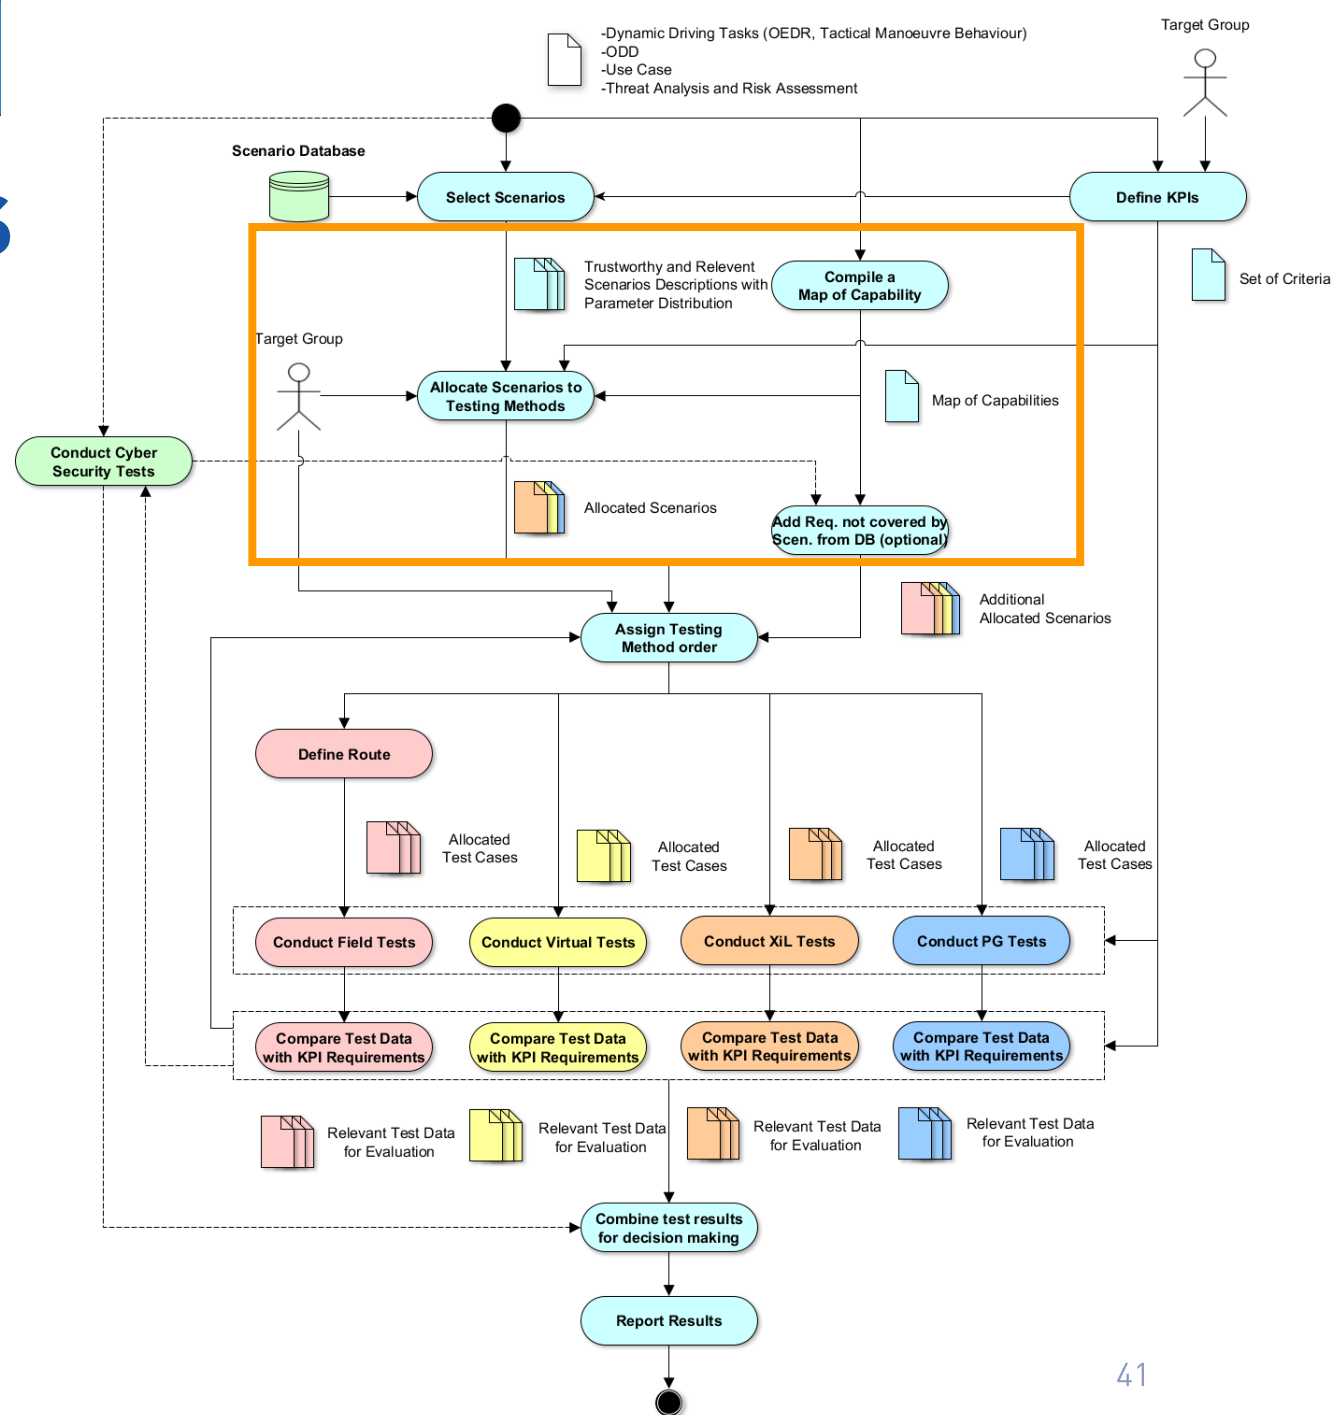 Target Group
-Dynamic Driving Tasks (OEDR, Tactical Manoeuvre Behaviour)
-ODD
-Use Case
-Threat Analysis and Risk Assessment
Scenario Database
Select Scenarios
Define KPIs
Trustworthy and Relevent
Scenarios Descriptions with
Parameter Distribution
Compile a
Map of Capability
Set of Criteria
Target Group
Allocate Scenarios to
Testing Methods
Map of Capabilities
Conduct Cyber
Security Tests
Allocated Scenarios
Add Req. not covered by
Scen. from DB (optional)
Additional
Allocated Scenarios
Assign Testing
Method order
Define Route
Allocated
Test Cases
Allocated
Test Cases
Allocated
Test Cases
Allocated
Test Cases
Conduct Field Tests
Conduct Virtual Tests
Conduct XiL Tests
Conduct PG Tests
Compare Test Data
with KPI Requirements
Compare Test Data
with KPI Requirements
Compare Test Data
with KPI Requirements
Compare Test Data
with KPI Requirements
Relevant Test Data
for Evaluation
Relevant Test Data
for Evaluation
Relevant Test Data
for Evaluation
Relevant Test Data
for Evaluation
Combine test results
for decision making
Report Results
41